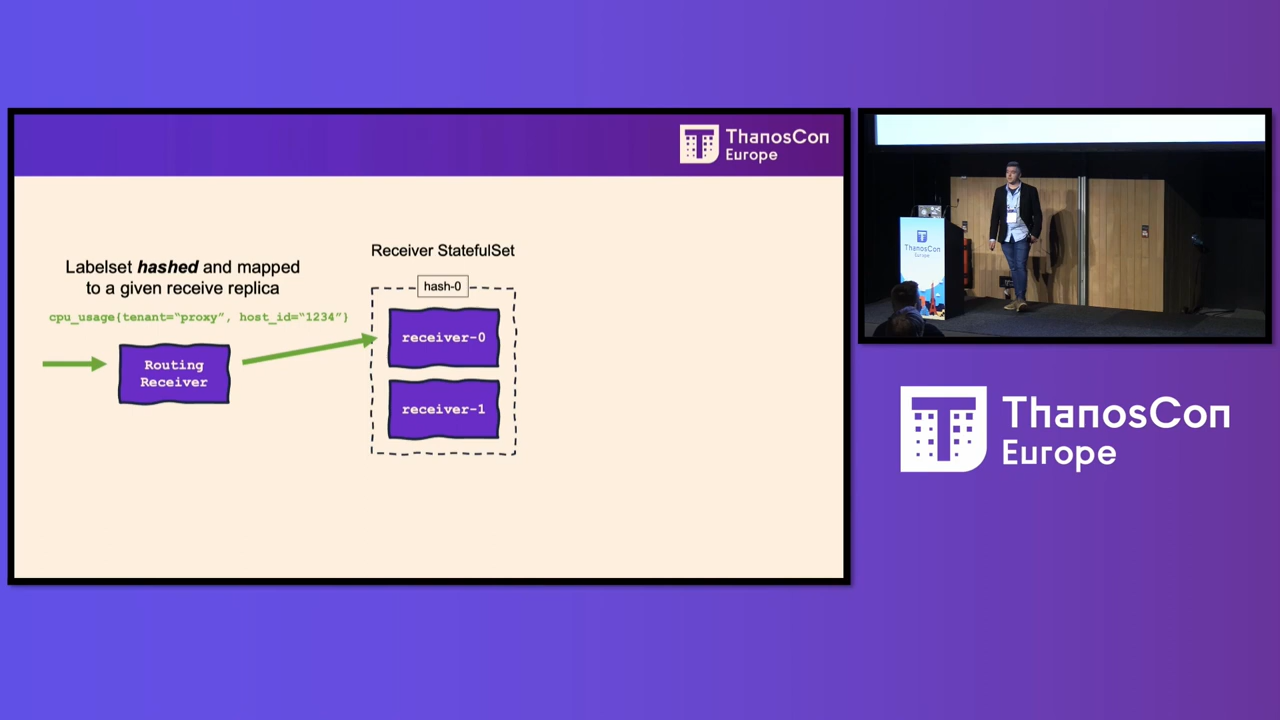 ThanosCon
Europe
Labelset hashed and mapped
to a given receive replica
cpu_usage{tenant=“proxy”, host_id=“1234”}
Routing
Receiver
Receiver StatefulSet
hash-0
receiver-0
receiver-1
ThanosCon
Europe
ThanosCon
Europe